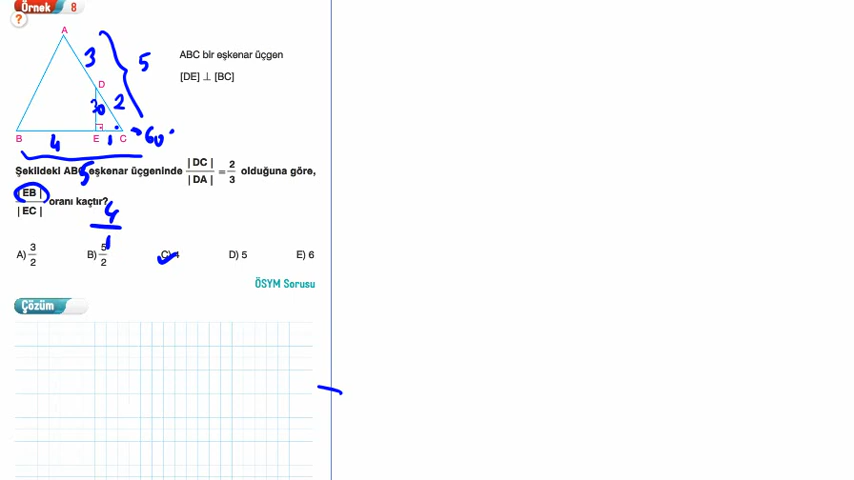 Örnek 8
?
A
3
5
ABC bir eşkenar üçgen
[DE] ⊥ [BC]
D
30 2
60°
B 4 E 1 C
5
Şekildeki ABC eşkenar üçgeninde |DC| / |DA| = 2/3 olduğuna göre,
|EB| / |EC| oranı kaçtır?
4/1
A) 3/2 B) 5/2 C) 4 D) 5 E) 6
ÖSYM Sorusu
Çözüm